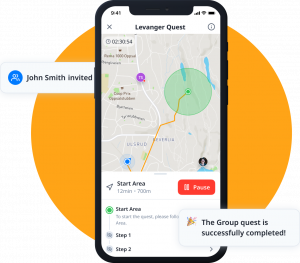 9:41
Levanger Quest
02:30:54
John Smith invited
ULSRUD
Start Area
12min - 700m
Pause
Start Area
To start the quest, please follow
Area.
Step 1
Step 2
The Group quest is
successfully completed!